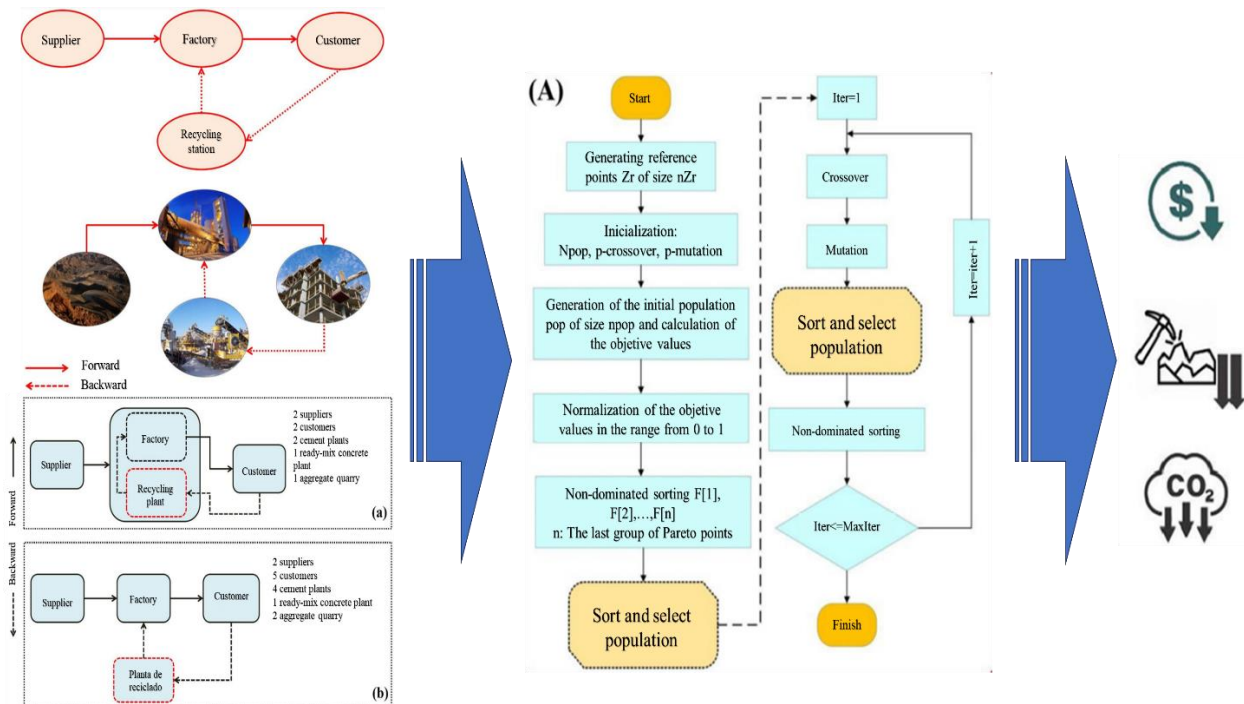 Supplier
Factory
Customer
Recycling
station
Forward
Backward
Forward
Supplier
Factory
Recycling
plant
Customer
2 suppliers
2 customers
2 cement plants
1 ready-mix concrete
plant
1 aggregate quarry
(a)
Backward
Supplier
Factory
Customer
Planta de
reciclado
2 suppliers
5 customers
4 cement plants
1 ready-mix concrete plant
2 aggregate quarry
(b)
(A)
Start
Generating reference
points Zr of size nZr
Inicialization:
Npop, p-crossover, p-mutation
Generation of the initial population
pop of size npop and calculation of
the objetive values
Normalization of the objetive
values in the range from 0 to 1
Non-dominated sorting F[1],
F[2],…,F[n]
n: The last group of Pareto points
Sort and select
population
Iter=1
Crossover
Mutation
Sort and select
population
Non-dominated sorting
Iter<=MaxIter
Iter=iter+1
Finish
$
CO2